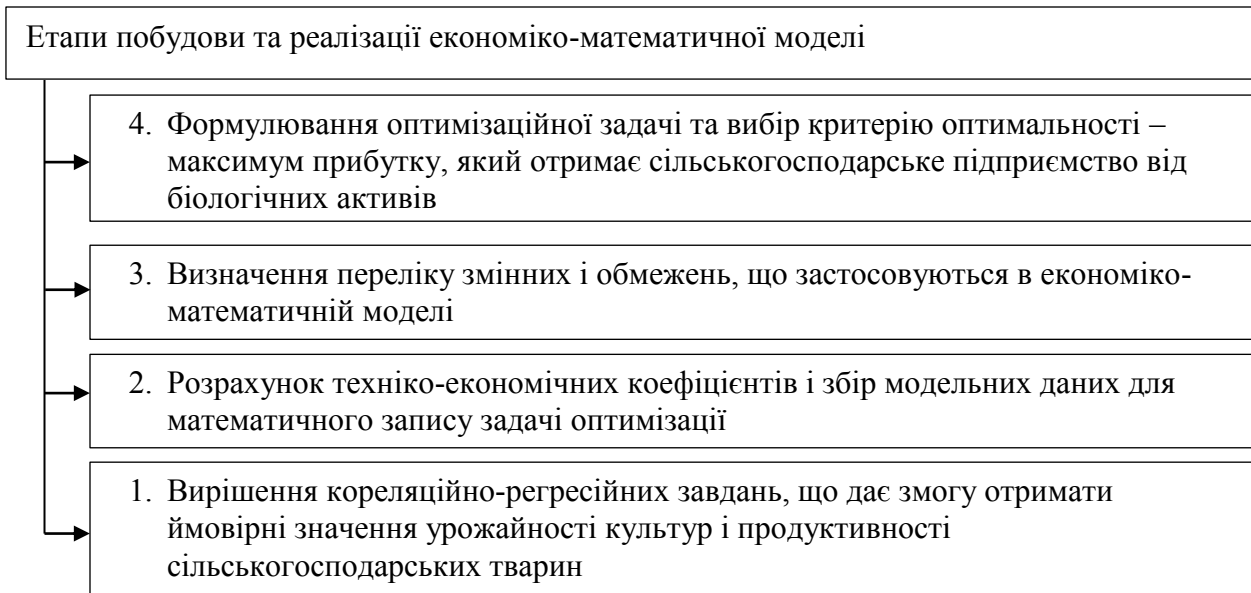 Етапи побудови та реалізації економіко-математичної моделі
4. Формулювання оптимізаційної задачі та вибір критерію оптимальності –
максимум прибутку, який отримає сільськогосподарське підприємство від
біологічних активів
3. Визначення переліку змінних і обмежень, що застосовуються в економіко-
математичній моделі
2. Розрахунок техніко-економічних коефіцієнтів і збір модельних даних для
математичного запису задачі оптимізації
1. Вирішення кореляційно-регресійних завдань, що дає змогу отримати
ймовірні значення урожайності культур і продуктивності
сільськогосподарських тварин